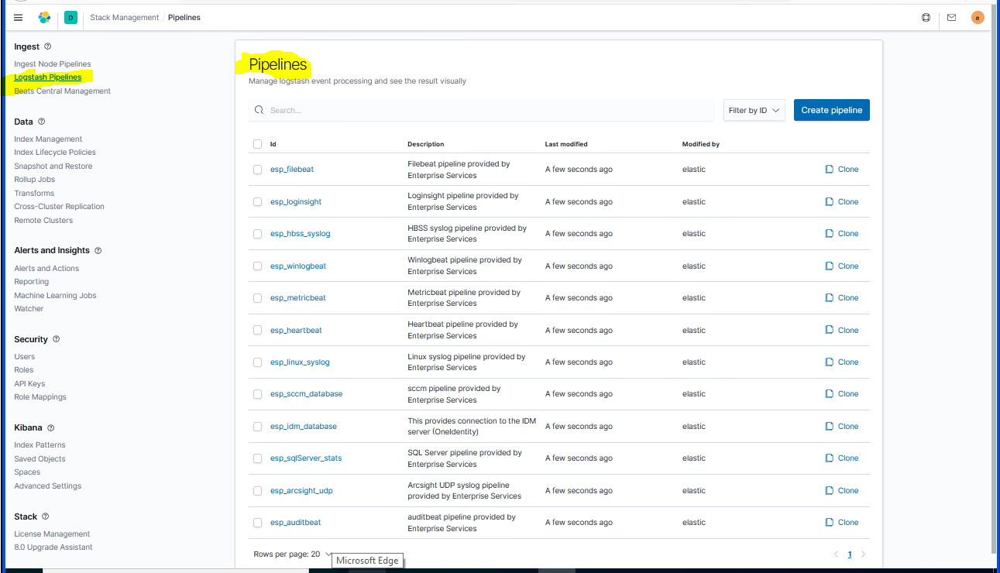 D
Stack Management / Pipelines
e
Ingest
Ingest Node Pipelines
Logstash Pipelines
Beats Central Management
Data
Index Management
Index Lifecycle Policies
Snapshot and Restore
Rollup Jobs
Transforms
Cross-Cluster Replication
Remote Clusters
Alerts and Insights
Alerts and Actions
Reporting
Machine Learning Jobs
Watcher
Security
Users
Roles
API Keys
Role Mappings
Kibana
Index Patterns
Saved Objects
Spaces
Advanced Settings
Stack
License Management
8.0 Upgrade Assistant
Pipelines
Manage logstash event processing and see the result visually
Search...
Filter by ID
Create pipeline
Id Description Last modified Modified by
esp_filebeat Filebeat pipeline provided by A few seconds ago elastic Clone
Enterprise Services
esp_loginsight Loginsight pipeline provided by A few seconds ago elastic Clone
Enterprise Services
esp_hbss_syslog HBSS syslog pipeline provided by A few seconds ago elastic Clone
Enterprise Services
esp_winlogbeat Winlogbeat pipeline provided by A few seconds ago elastic Clone
Enterprise Services
esp_metricbeat Metricbeat pipeline provided by A few seconds ago elastic Clone
Enterprise Services
esp_heartbeat Heartbeat pipeline provided by A few seconds ago elastic Clone
Enterprise Services
esp_linux_syslog Linux syslog pipeline provided by A few seconds ago elastic Clone
Enterprise Services
esp_sccm_database sccm pipeline provided by A few seconds ago elastic Clone
Enterprise Services
esp_idm_database This provides connection to the IDM A few seconds ago elastic Clone
server (OneIdentity)
esp_sqlServer_stats SQL Server pipeline provided by A few seconds ago elastic Clone
Enterprise Services
esp_arcsight_udp Arcsight UDP syslog pipeline A few seconds ago elastic Clone
provided by Enterprise Services
esp_auditbeat auditbeat pipeline provided by A few seconds ago elastic Clone
Enterprise Services
Rows per page: 20
1
Microsoft Edge